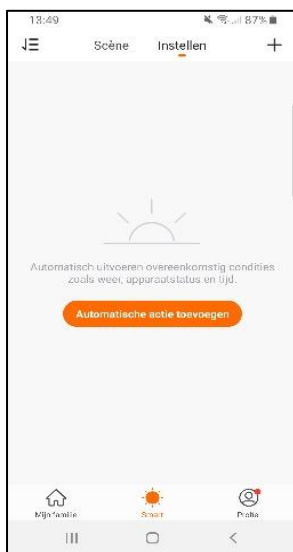 13:49 87%
Scène Instellen
Automatisch uitvoeren overeenkomstig condities
zoals weer, apparaatstatus en tijd.
Automatische actie toevoegen
Mijn familie Smart Profile